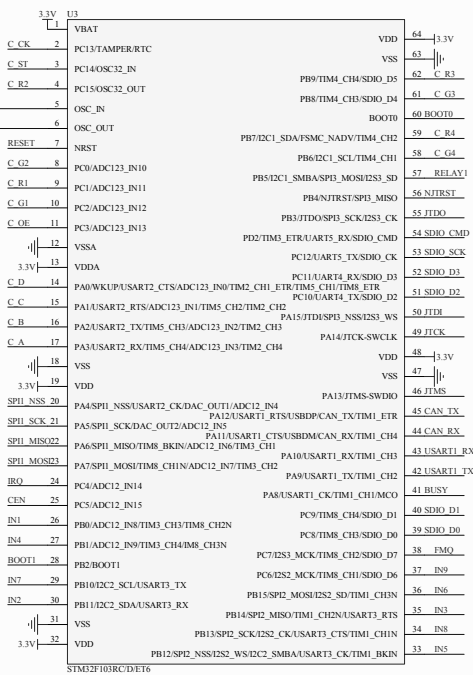 3.3V U3
1 VBAT
C_CK 2 PC13/TAMPER/RTC
C_ST 3 PC14/OSC32_IN
C_R2 4 PC15/OSC32_OUT
5 OSC_IN
6 OSC_OUT
RESET 7 NRST
C_G2 8 PC0/ADC123_IN10
C_R1 9 PC1/ADC123_IN11
C_G1 10 PC2/ADC123_IN12
C_OE 11 PC3/ADC123_IN13
12 VSSA
3.3V 13 VDDA
C_D 14 PA0/WKUP/USART2_CTS/ADC123_IN0/TIM2_CH1_ETR/TIM5_CH1/TIM8_ETR
C_C 15 PA1/USART2_RTS/ADC123_IN1/TIM5_CH2/TIM2_CH2
C_B 16 PA2/USART2_TX/TIM5_CH3/ADC123_IN2/TIM2_CH3
C_A 17 PA3/USART2_RX/TIM5_CH4/ADC123_IN3/TIM2_CH4
18 VSS
3.3V 19 VDD
SPI1_NSS 20 PA4/SPI1_NSS/USART2_CK/DAC_OUT1/ADC12_IN4
SPI1_SCK 21 PA5/SPI1_SCK/DAC_OUT2/ADC12_IN5
SPI1_MISO 22 PA6/SPI1_MISO/TIM8_BKIN/ADC12_IN6/TIM3_CH1
SPI1_MOSI 23 PA7/SPI1_MOSI/TIM8_CH1N/ADC12_IN7/TIM3_CH2
IRQ 24 PC4/ADC12_IN14
CEN 25 PC5/ADC12_IN15
IN1 26 PB0/ADC12_IN8/TIM3_CH3/TIM8_CH2N
IN4 27 PB1/ADC12_IN9/TIM3_CH4/IM8_CH3N
BOOT1 28 PB2/BOOT1
IN7 29 PB10/I2C2_SCL/USART3_TX
IN2 30 PB11/I2C2_SDA/USART3_RX
31 VSS
3.3V 32 VDD
STM32F103RC/D/ET6
VDD 64 3.3V
VSS 63
PB9/TIM4_CH4/SDIO_D5 62 C_R3
PB8/TIM4_CH3/SDIO_D4 61 C_G3
BOOT0 60 BOOT0
PB7/I2C1_SDA/FSMC_NADV/TIM4_CH2 59 C_R4
PB6/I2C1_SCL/TIM4_CH1 58 C_G4
PB5/I2C1_SMBA/SPI3_MOSI/I2S3_SD 57 RELAY1
PB4/NJTRST/SPI3_MISO 56 NJTRST
PB3/JTDO/SPI3_SCK/I2S3_CK 55 JTDO
PD2/TIM3_ETR/UART5_RX/SDIO_CMD 54 SDIO_CMD
PC12/UART5_TX/SDIO_CK 53 SDIO_SCK
PC11/UART4_RX/SDIO_D3 52 SDIO_D3
PC10/UART4_TX/SDIO_D2 51 SDIO_D2
PA15/JTDI/SPI3_NSS/I2S3_WS 50 JTDI
PA14/JTCK-SWCLK 49 JTCK
VDD 48 3.3V
VSS 47
PA13/JTMS-SWDIO 46 JTMS
PA12/USART1_RTS/USBDP/CAN_TX/TIM1_ETR 45 CAN_TX
PA11/USART1_CTS/USBDM/CAN_RX/TIM1_CH4 44 CAN_RX
PA10/USART1_RX/TIM1_CH3 43 USART1_RX
PA9/USART1_TX/TIM1_CH2 42 USART1_TX
PA8/USART1_CK/TIM1_CH1/MCO 41 BUSY
PC9/TIM8_CH4/SDIO_D1 40 SDIO_D1
PC8/TIM8_CH3/SDIO_D0 39 SDIO_D0
PC7/I2S3_MCK/TIM8_CH2/SDIO_D7 38 FMQ
PC6/I2S2_MCK/TIM8_CH1/SDIO_D6 37 IN9
PB15/SPI2_MOSI/I2S2_SD/TIM1_CH3N 36 IN6
PB14/SPI2_MISO/TIM1_CH2N/USART3_RTS 35 IN3
PB13/SPI2_SCK/I2S2_CK/USART3_CTS/TIM1_CH1N 34 IN8
PB12/SPI2_NSS/I2S2_WS/I2C2_SMBA/USART3_CK/TIM1_BKIN 33 IN5